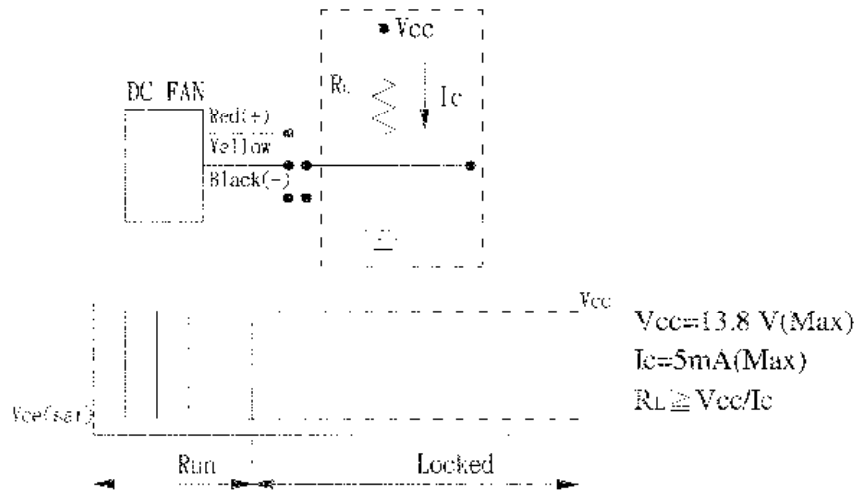 Vcc
RL
Ic
DC FAN
Red(+)
Yellow
Black(-)
Vcc
Vce(sat)
Run
Locked
Vcc=13.8 V(Max)
Ic=5mA(Max)
RL≧Vcc/Ic